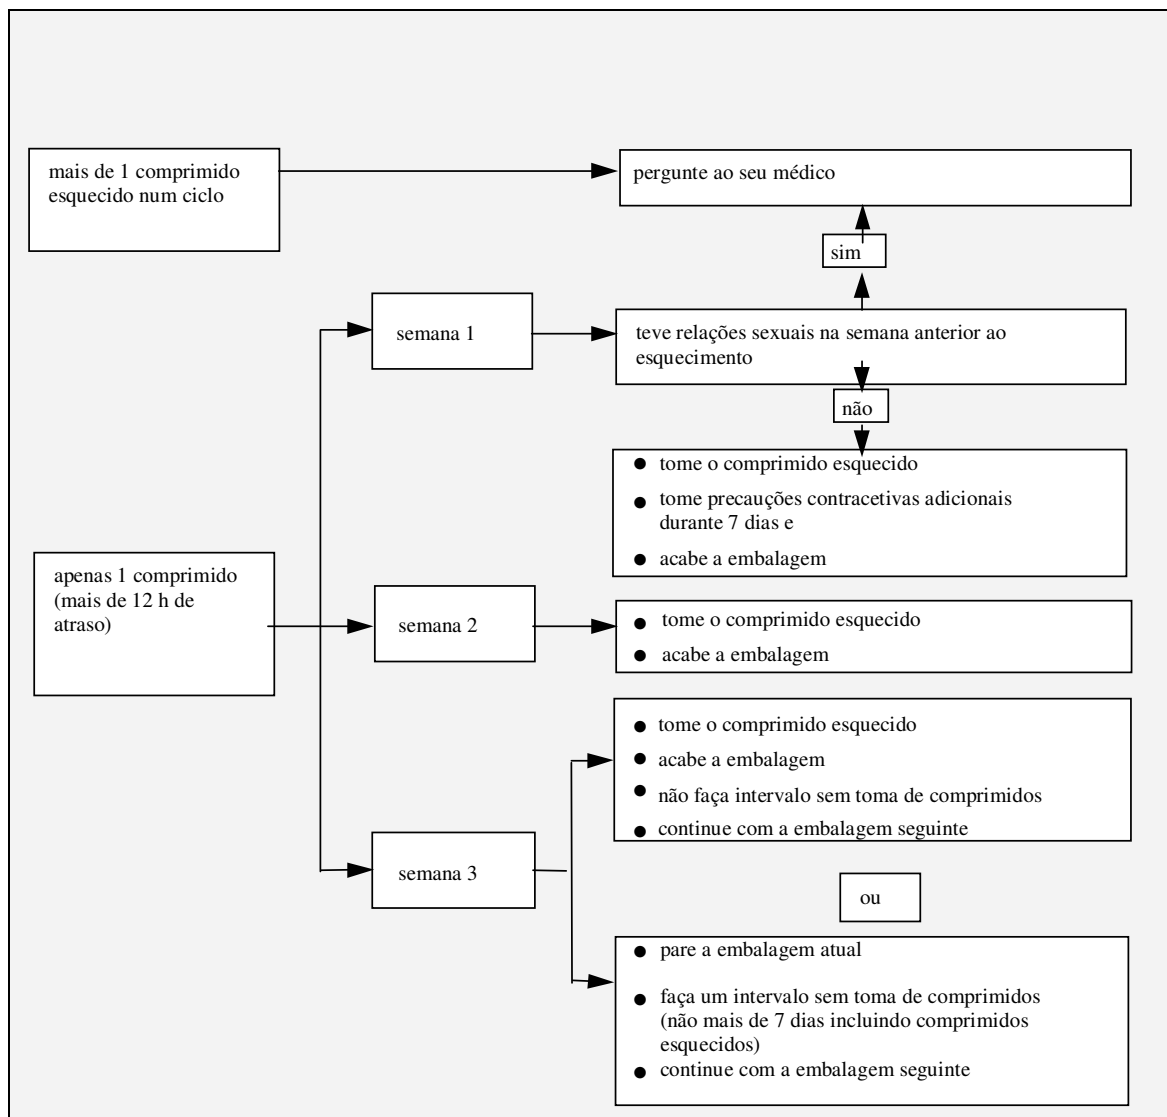 mais de 1 comprimido
esquecido num ciclo
pergunte ao seu médico
sim
semana 1
teve relações sexuais na semana anterior ao
esquecimento
não
● tome o comprimido esquecido
● tome precauções contracetivas adicionais
durante 7 dias e
● acabe a embalagem
apenas 1 comprimido
(mais de 12 h de
atraso)
semana 2
● tome o comprimido esquecido
● acabe a embalagem
● tome o comprimido esquecido
● acabe a embalagem
● não faça intervalo sem toma de comprimidos
● continue com a embalagem seguinte
semana 3
ou
● pare a embalagem atual
● faça um intervalo sem toma de comprimidos
(não mais de 7 dias incluindo comprimidos
esquecidos)
● continue com a embalagem seguinte